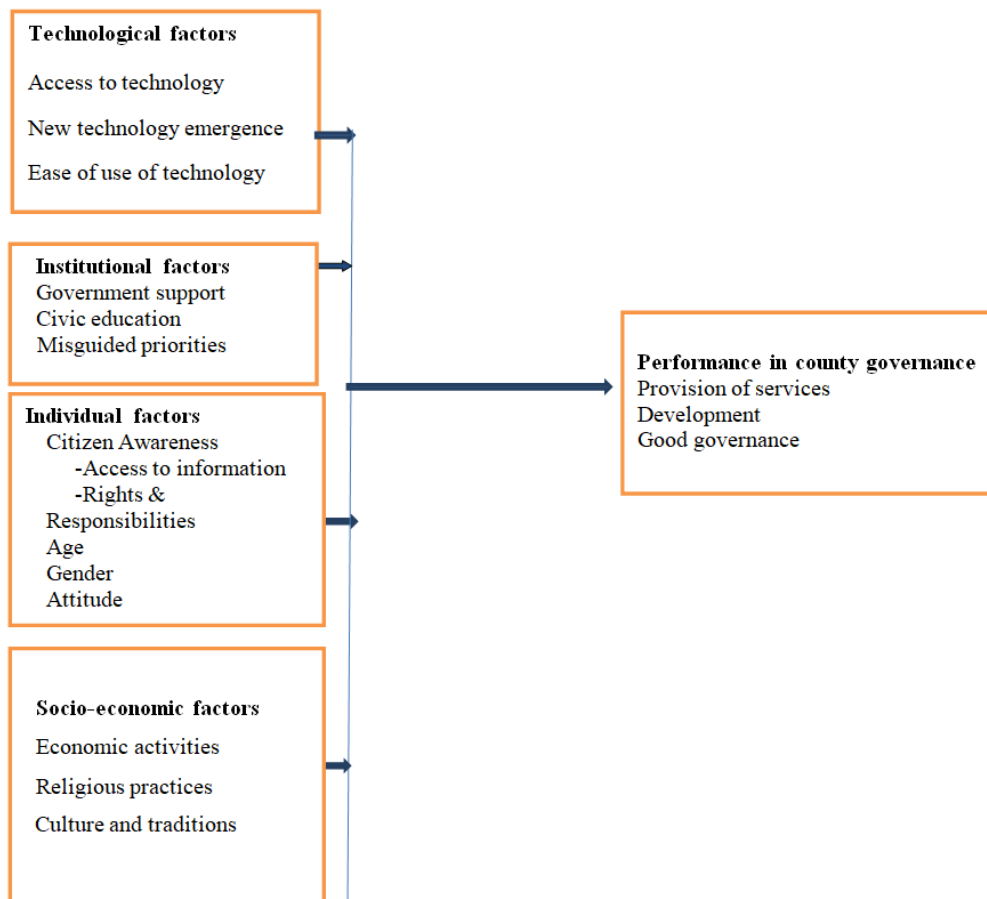 Technological factors
Access to technology
New technology emergence
Ease of use of technology
Institutional factors
Government support
Civic education
Misguided priorities
Individual factors
Citizen Awareness
-Access to information
-Rights &
Responsibilities
Age
Gender
Attitude
Socio-economic factors
Economic activities
Religious practices
Culture and traditions
Performance in county governance
Provision of services
Development
Good governance